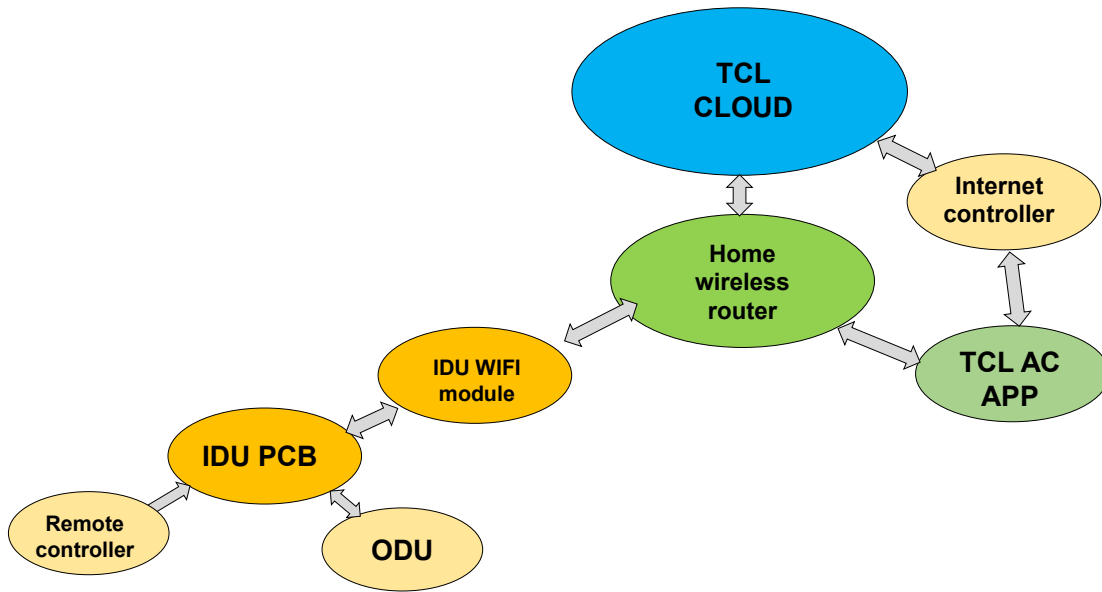 TCL
CLOUD
Internet
controller
Home
wireless
router
IDU WIFI
module
TCL AC
APP
IDU PCB
Remote
controller
ODU